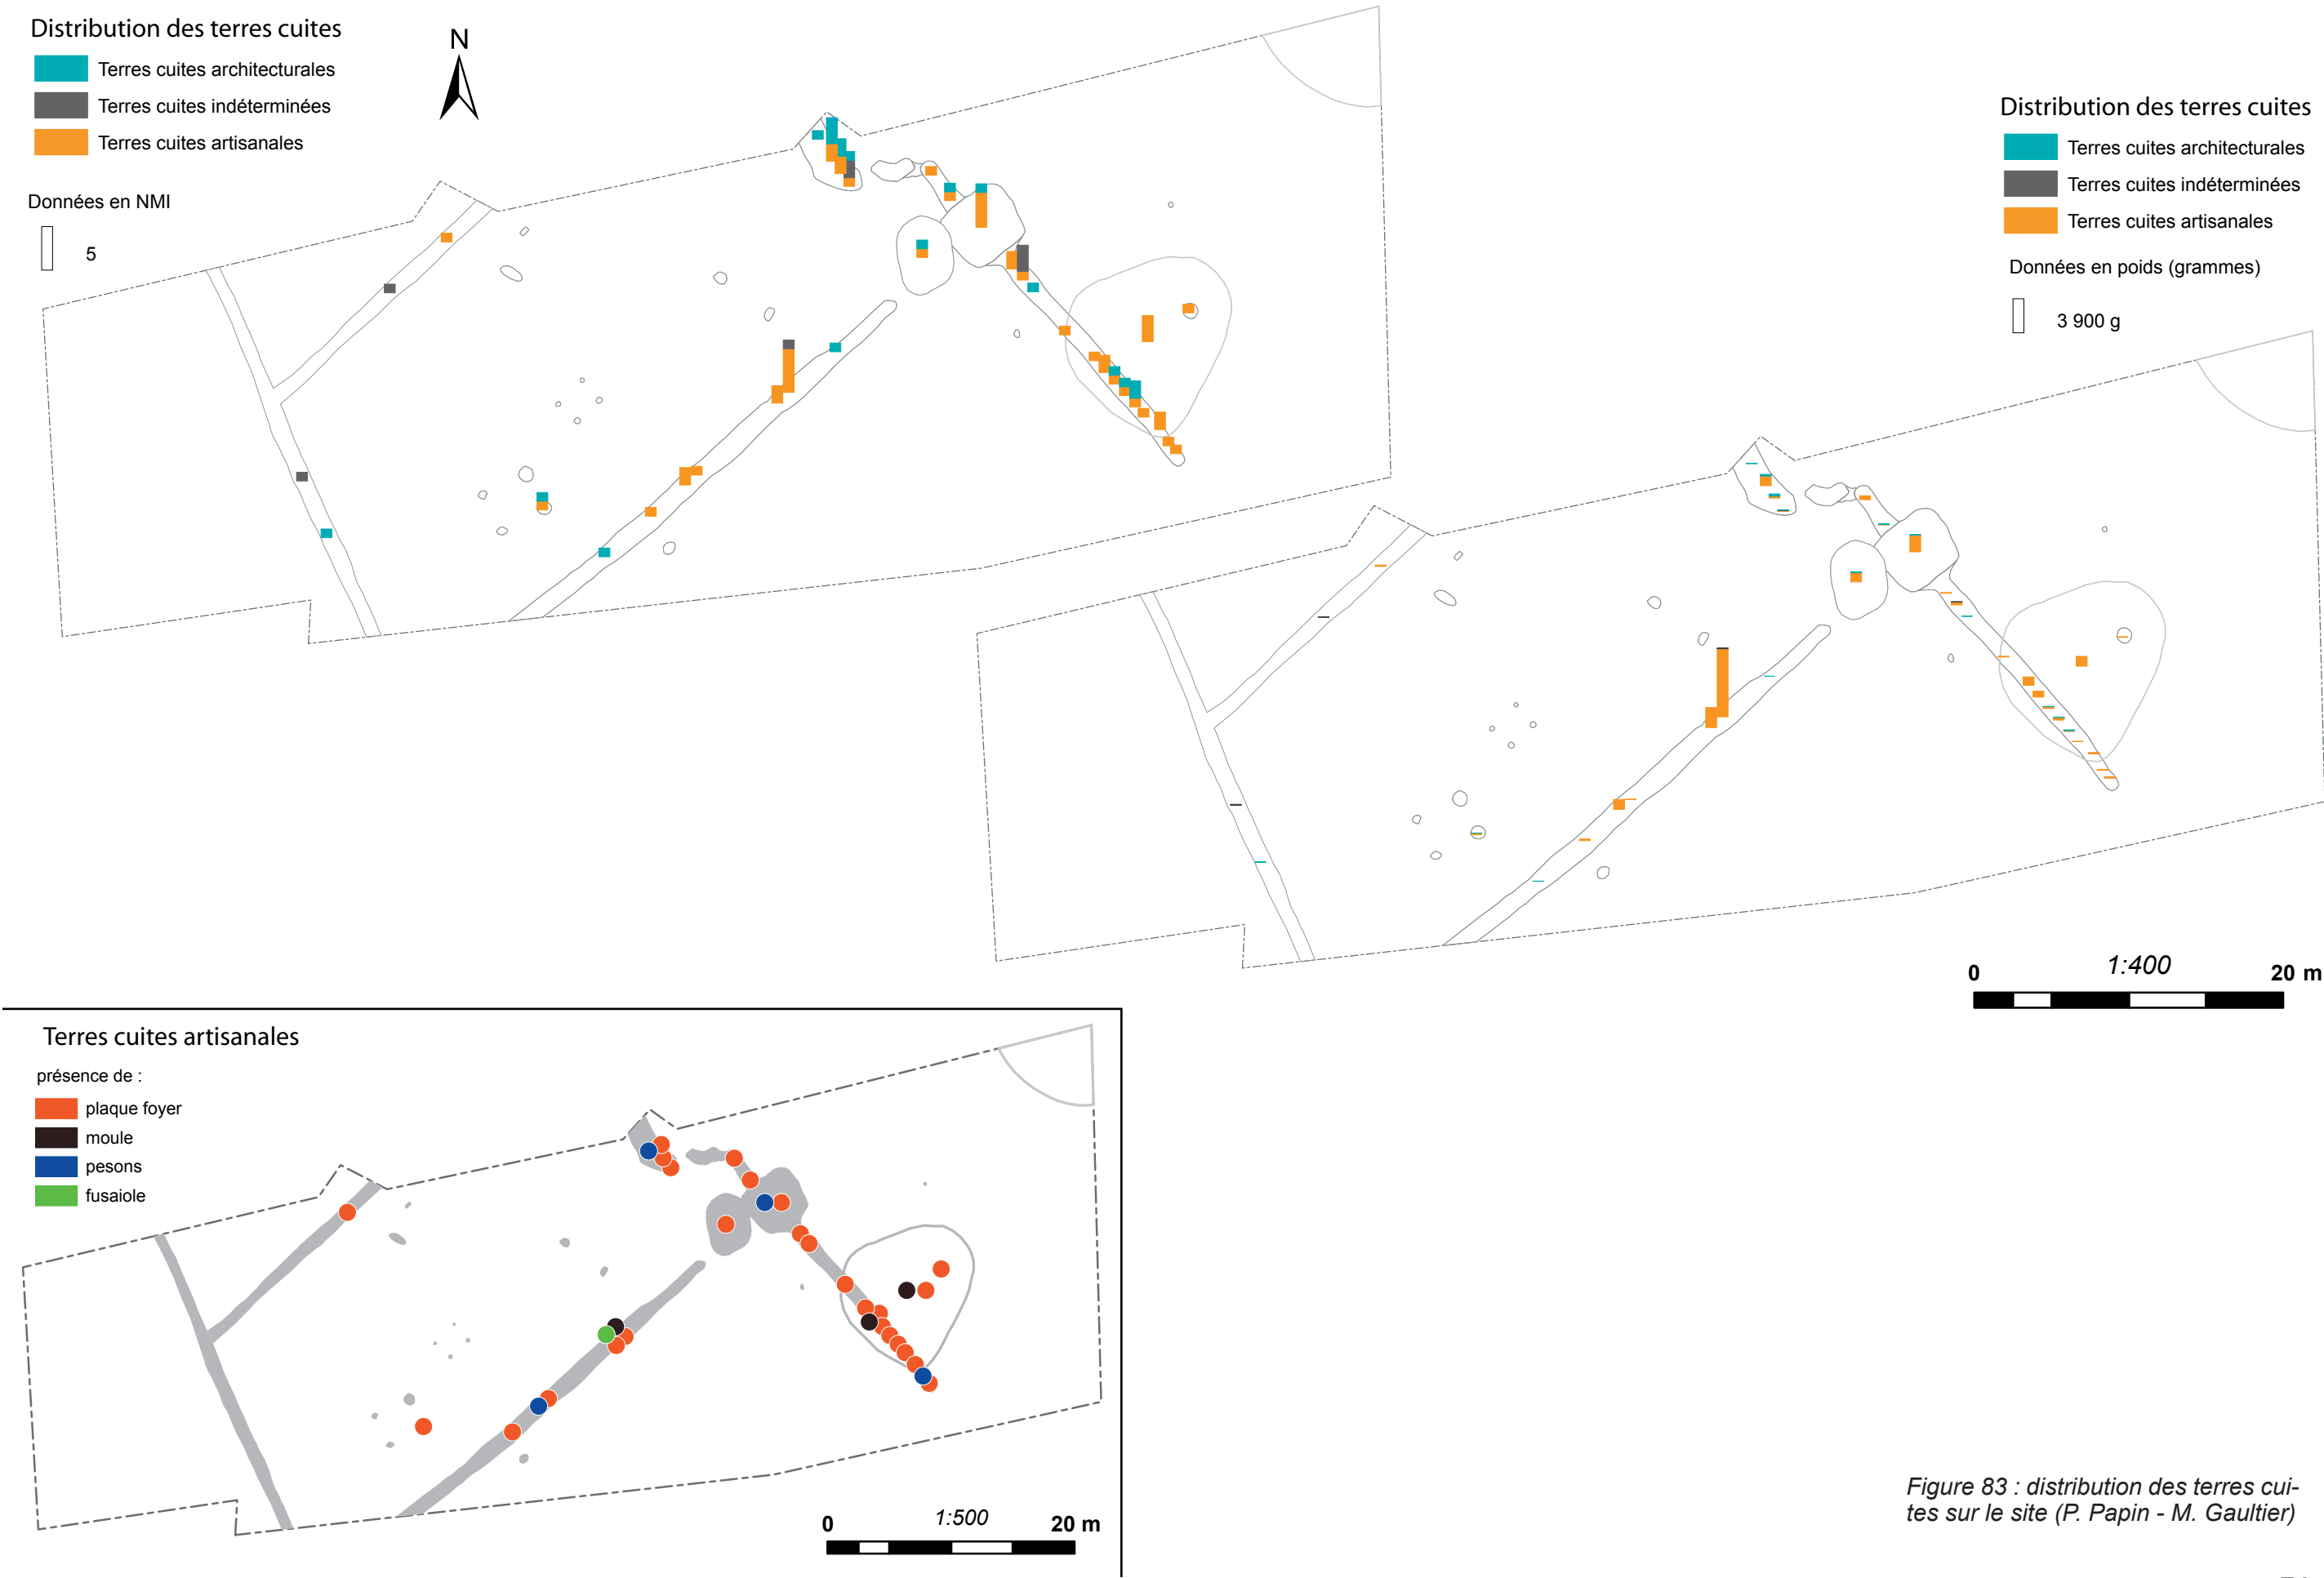 Distribution des terres cuites
Terres cuites architecturales
Terres cuites indéterminées
Terres cuites artisanales
Données en NMI
5
N
Distribution des terres cuites
Terres cuites architecturales
Terres cuites indéterminées
Terres cuites artisanales
Données en poids (grammes)
3 900 g
0 1:400 20 m
Terres cuites artisanales
présence de :
plaque foyer
moule
pesons
fusaiole
0 1:500 20 m
Figure 83 : distribution des terres cui-
tes sur le site (P. Papin - M. Gaultier)